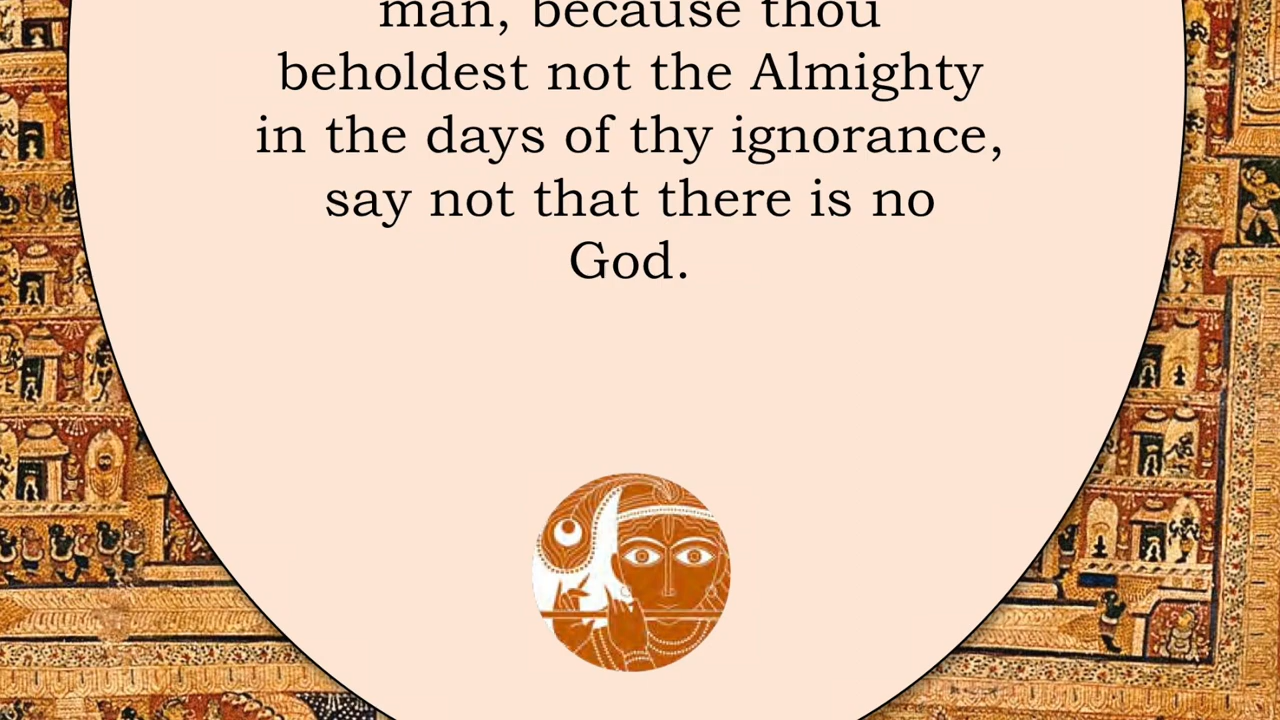 man, because thou
beholdest not the Almighty
in the days of thy ignorance,
say not that there is no
God.